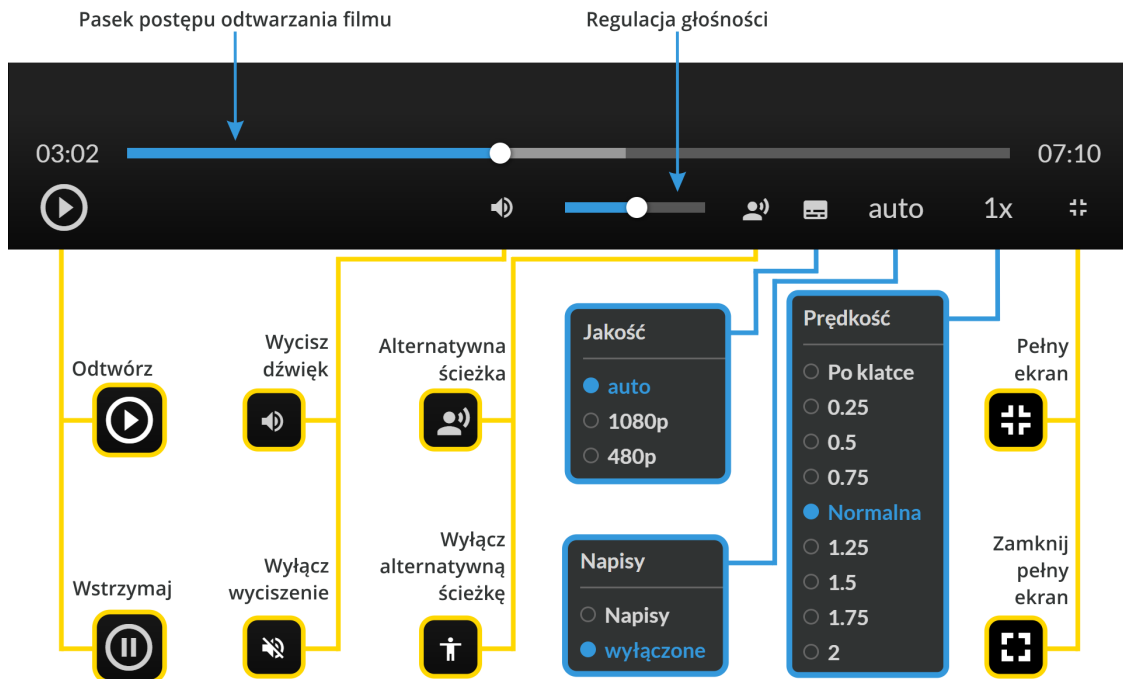 Pasek postępu odtwarzania filmu
Regulacja głośności
03:02
07:10
auto
1x
Odtwórz
Wycisz
dźwięk
Alternatywna
ścieżka
Jakość
auto
1080p
480p
Prędkość
Po klatce
0.25
0.5
0.75
Normalna
1.25
1.5
1.75
2
Pełny
ekran
Wstrzymaj
Wyłącz
wyciszenie
Wyłącz
alternatywną
ścieżkę
Napisy
Napisy
wyłączone
Zamknij
pełny
ekran